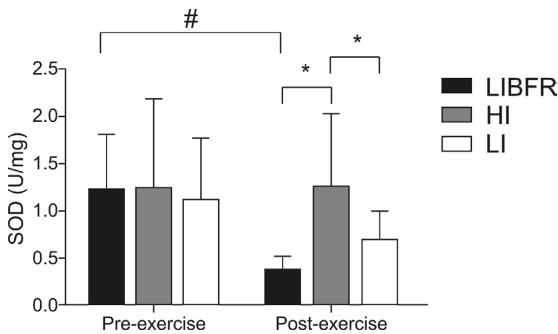 #
*
*
2.5
2.0
1.5
1.0
0.5
0.0
SOD (U/mg)
Pre-exercise
Post-exercise
LIBFR
HI
LI